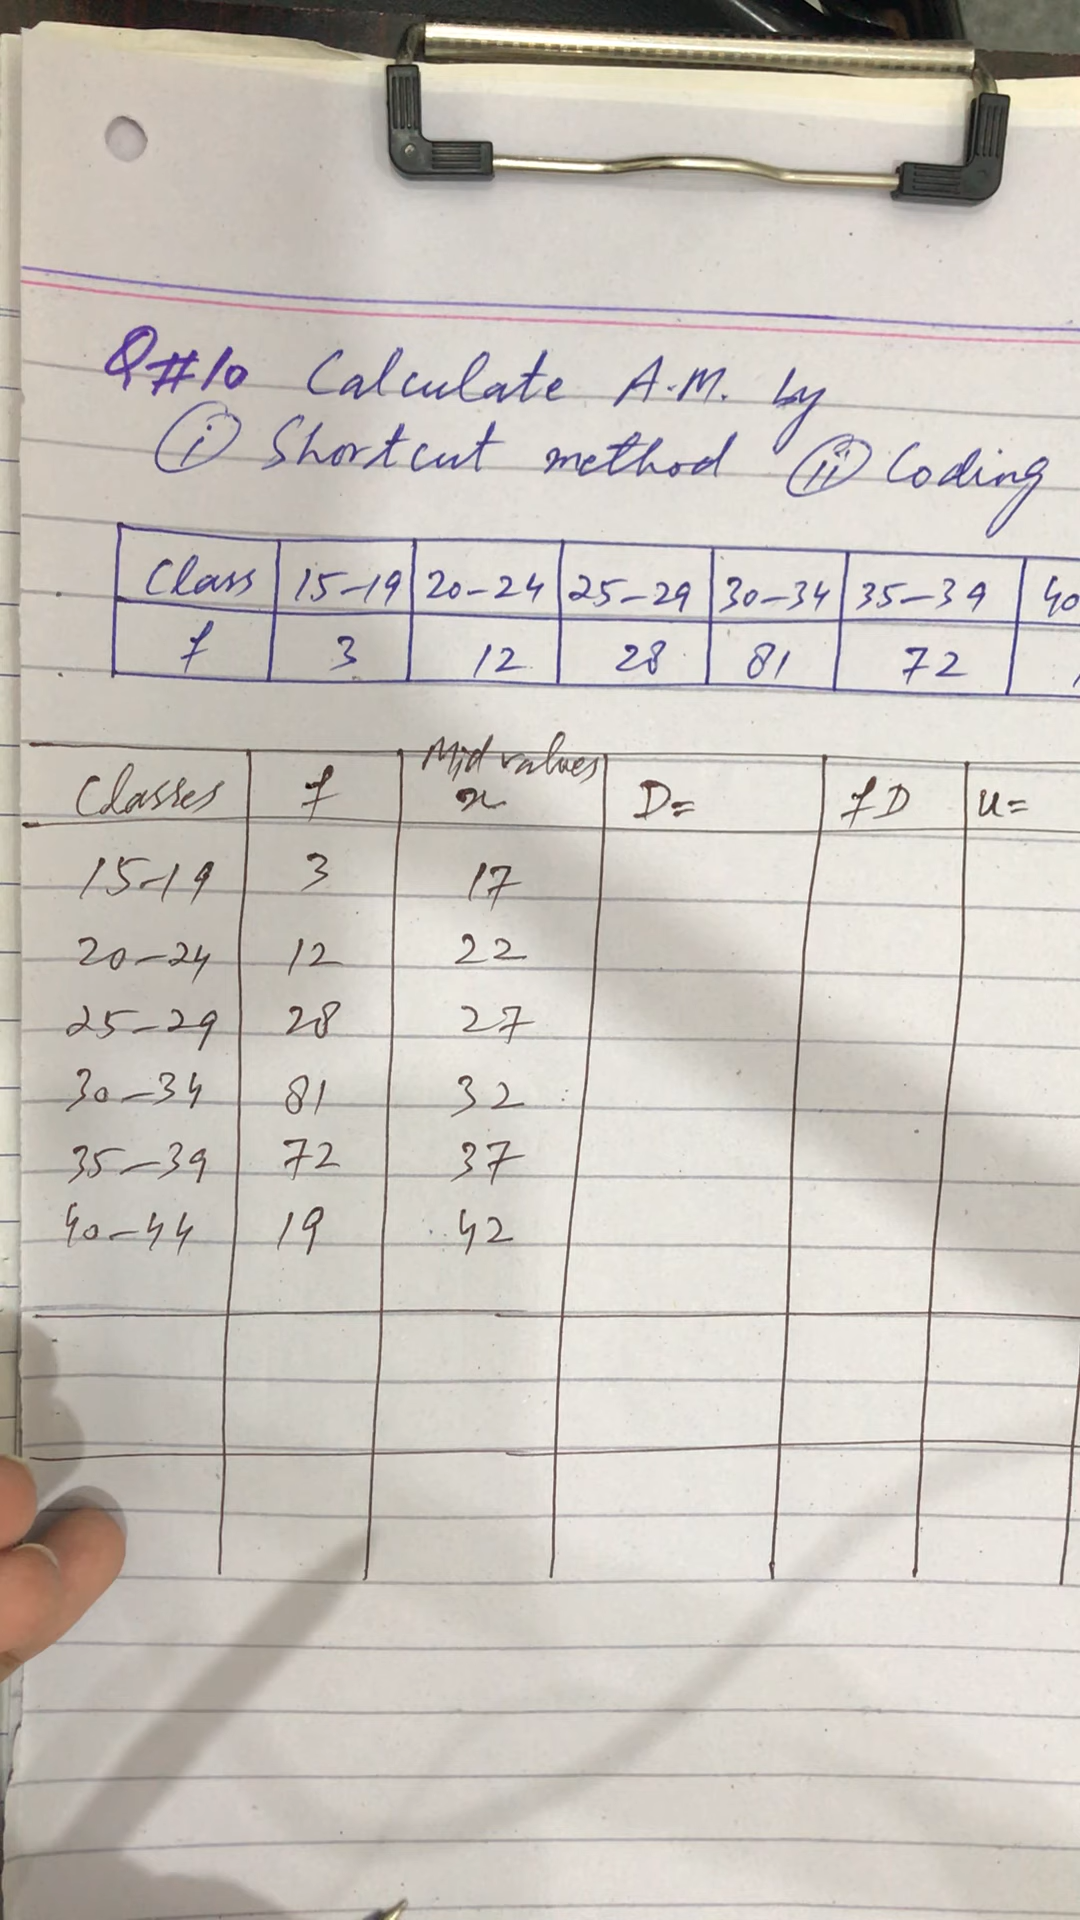 Q#10 Calculate A.M. by
(i) Shortcut method (ii) Coding
Class 15-19 20-24 25-29 30-34 35-39 40
f 3 12 28 81 72
Classes f Mid values x D= fD u=
15-19 3 17
20-24 12 22
25-29 28 27
30-34 81 32
35-39 72 37
40-44 19 42